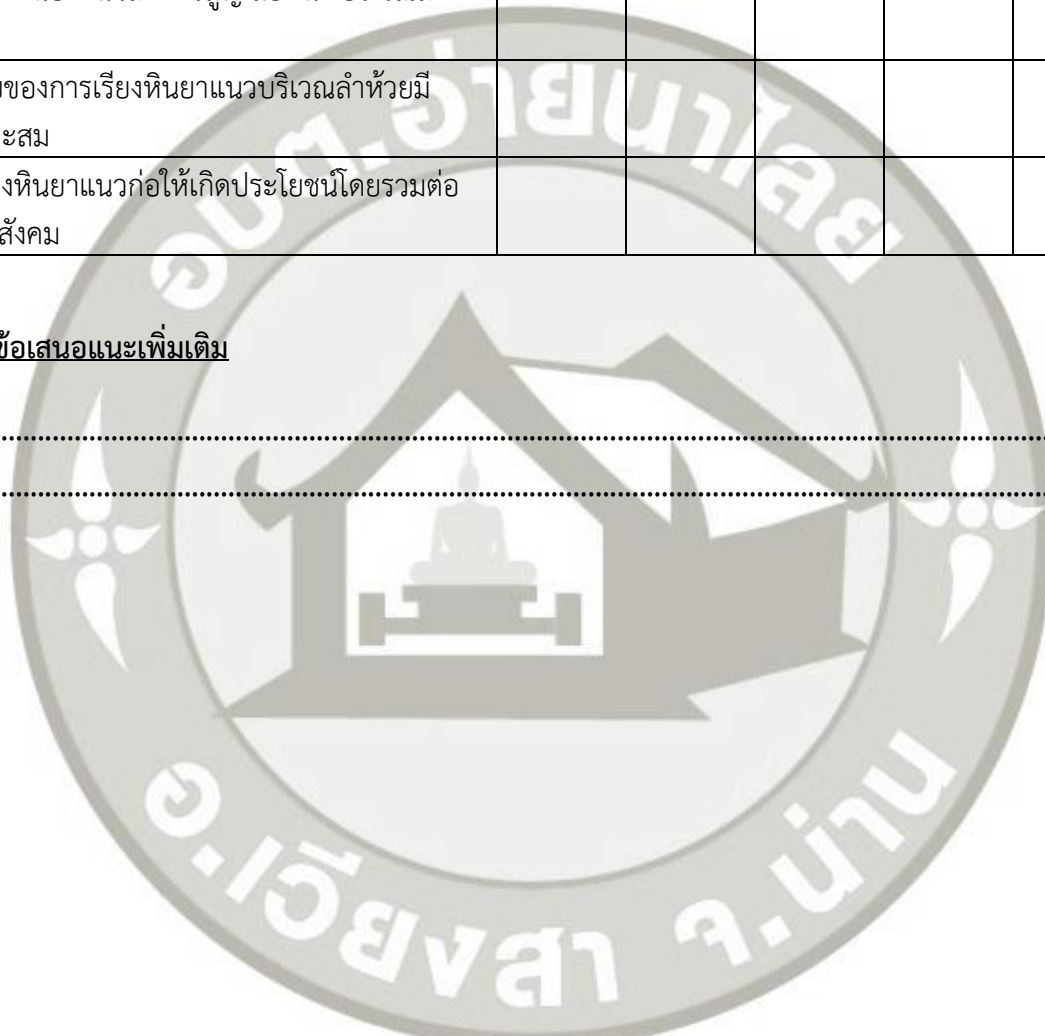 ของการเรียงหินยาแนวบริเวณลำห้วยมี
ะสม
งหินยาแนวก่อให้เกิดประโยชน์โดยรวมต่อ
สังคม
ข้อเสนอแนะเพิ่มเติม
อบต.อ่ายนาไลย
อ.เวียงสา จ.น่าน